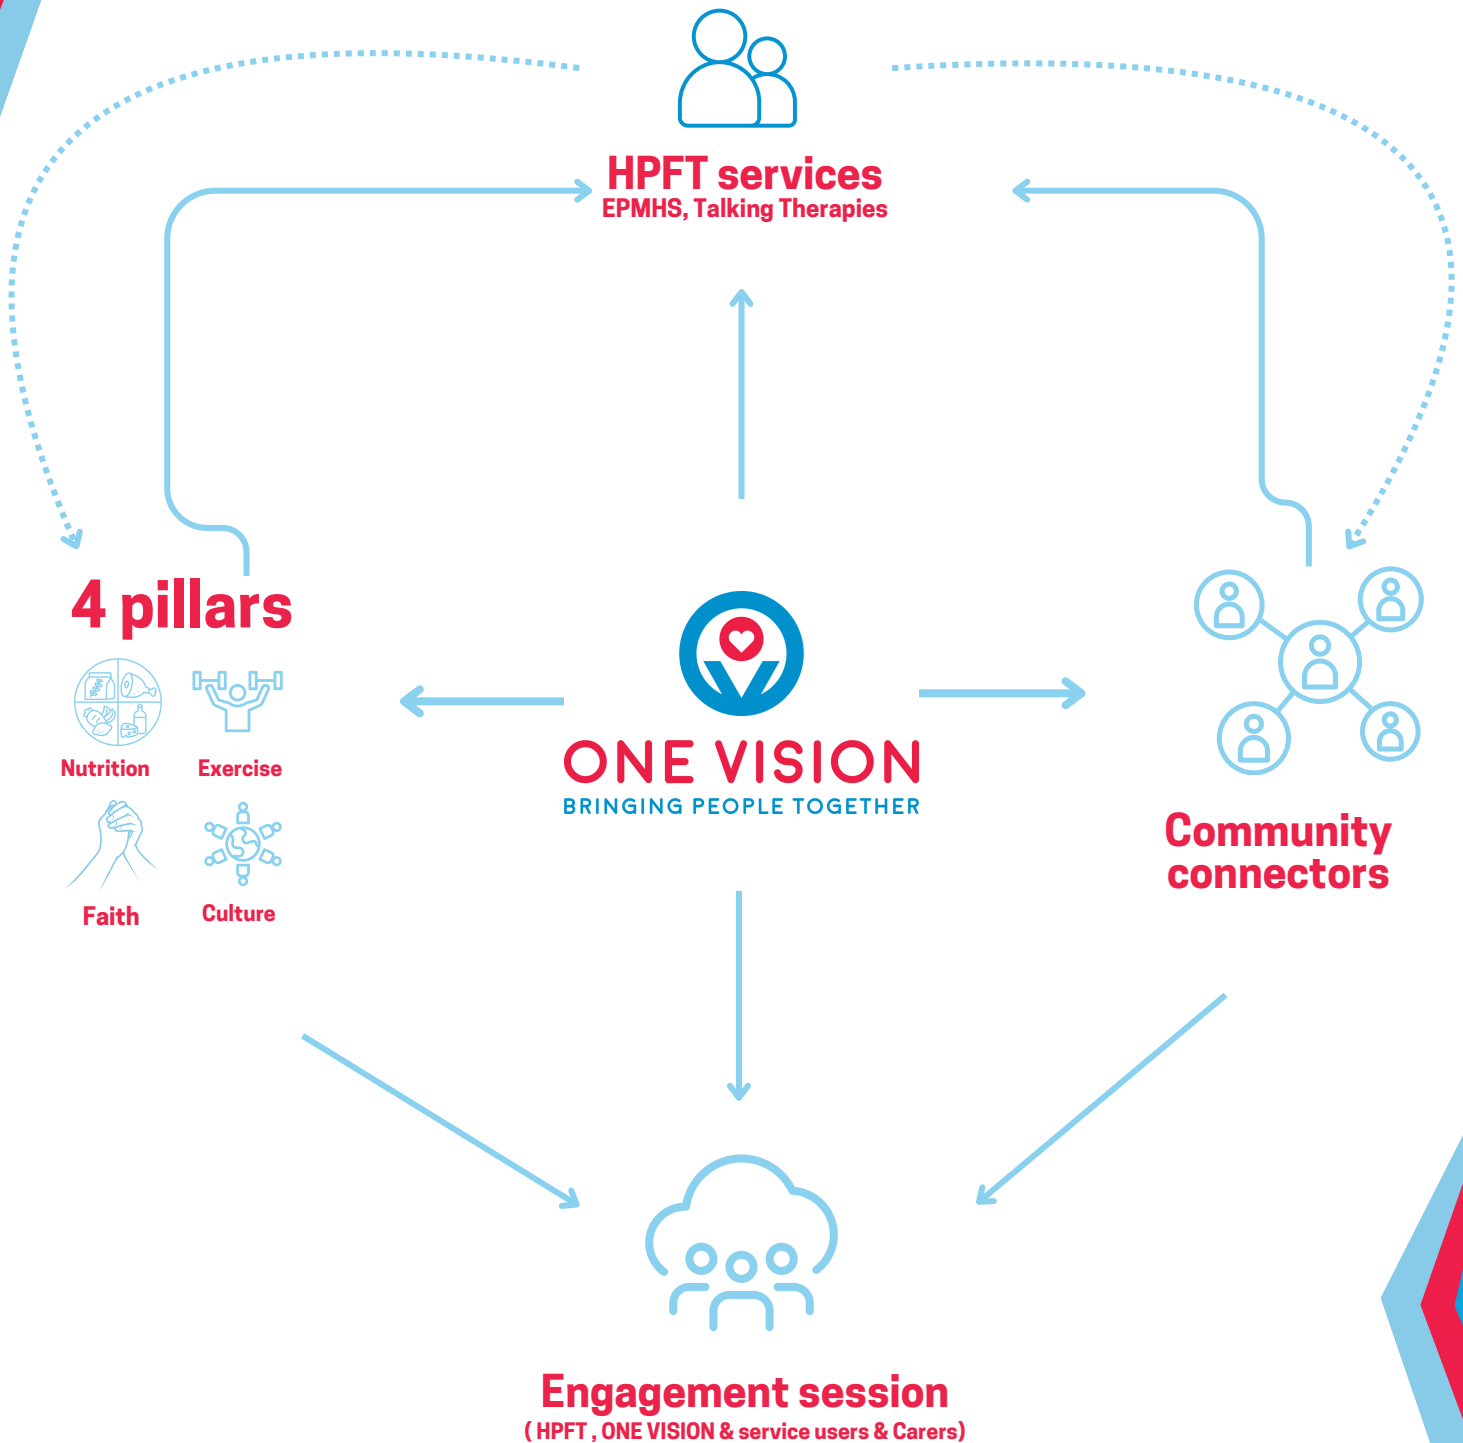 HPFT services
EPMHS, Talking Therapies
4 pillars
Nutrition
Exercise
Faith
Culture
ONE VISION
BRINGING PEOPLE TOGETHER
Community
connectors
Engagement session
( HPFT , ONE VISION & service users & Carers)